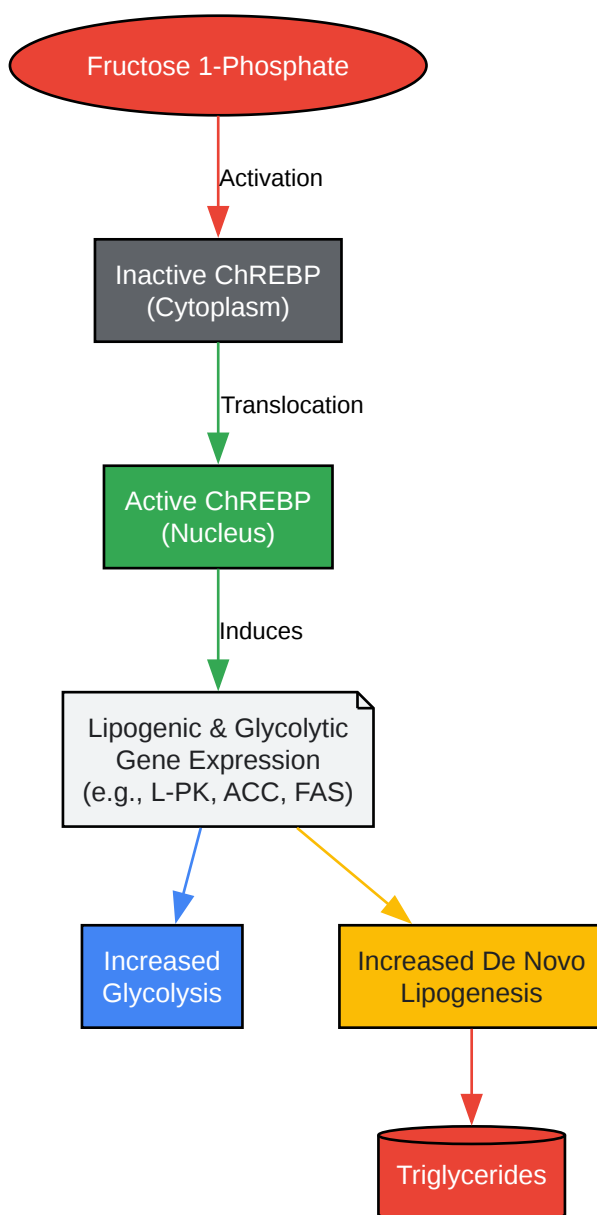 Fructose 1-Phosphate
Activation
Inactive ChREBP
(Cytoplasm)
Translocation
Active ChREBP
(Nucleus)
Induces
Lipogenic & Glycolytic
Gene Expression
(e.g., L-PK, ACC, FAS)
Increased
Glycolysis
Increased De Novo
Lipogenesis
Triglycerides